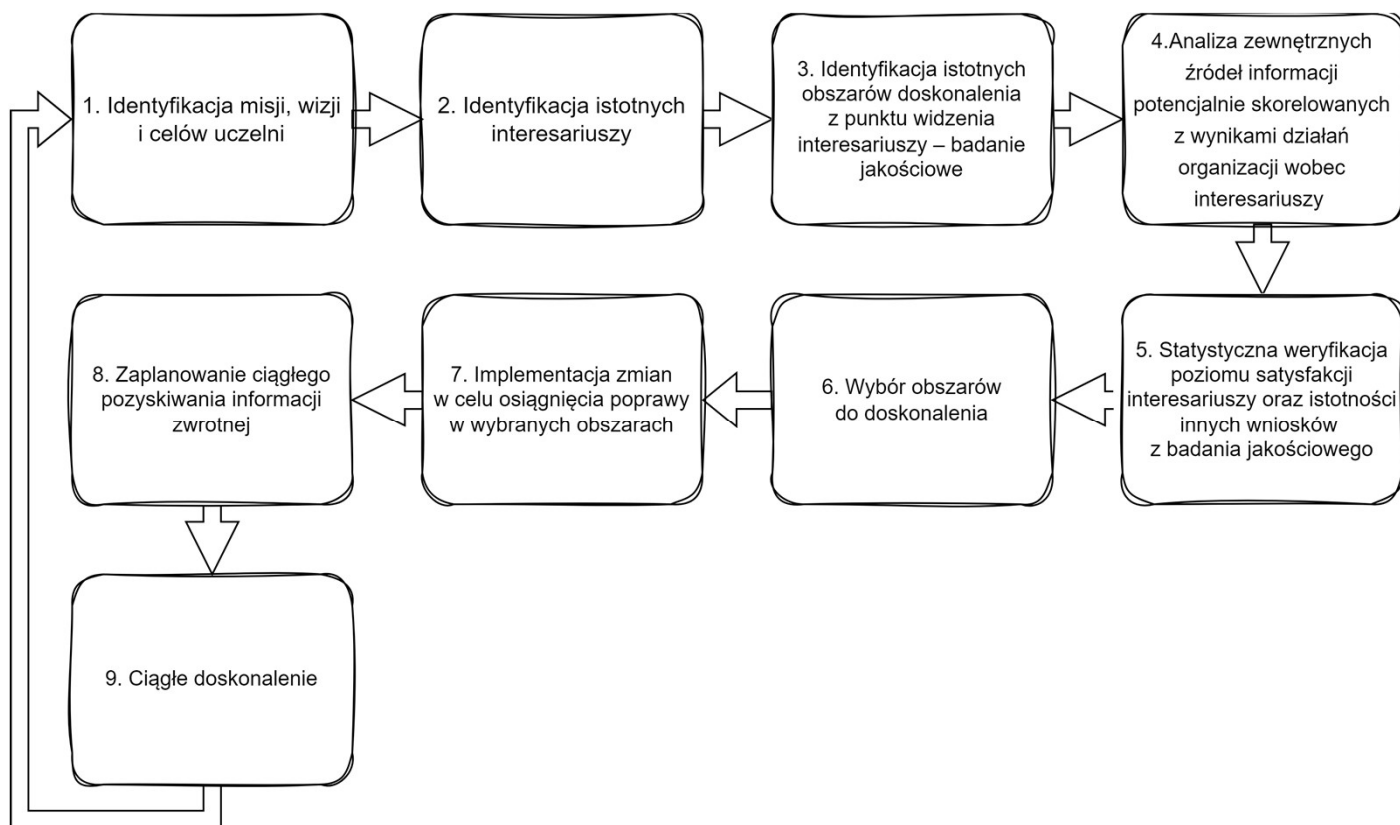 1. Identyfikacja misji, wizji
i celów uczelni
2. Identyfikacja istotnych
interesariuszy
3. Identyfikacja istotnych
obszarów doskonalenia
z punktu widzenia
interesariuszy – badanie
jakościowe
4.Analiza zewnętrznych
źródeł informacji
potencjalnie skorelowanych
z wynikami działań
organizacji wobec
interesariuszy
5. Statystyczna weryfikacja
poziomu satysfakcji
interesariuszy oraz istotności
innych wniosków
z badania jakościowego
6. Wybór obszarów
do doskonalenia
7. Implementacja zmian
w celu osiągnięcia poprawy
w wybranych obszarach
8. Zaplanowanie ciągłego
pozyskiwania informacji
zwrotnej
9. Ciągłe doskonalenie